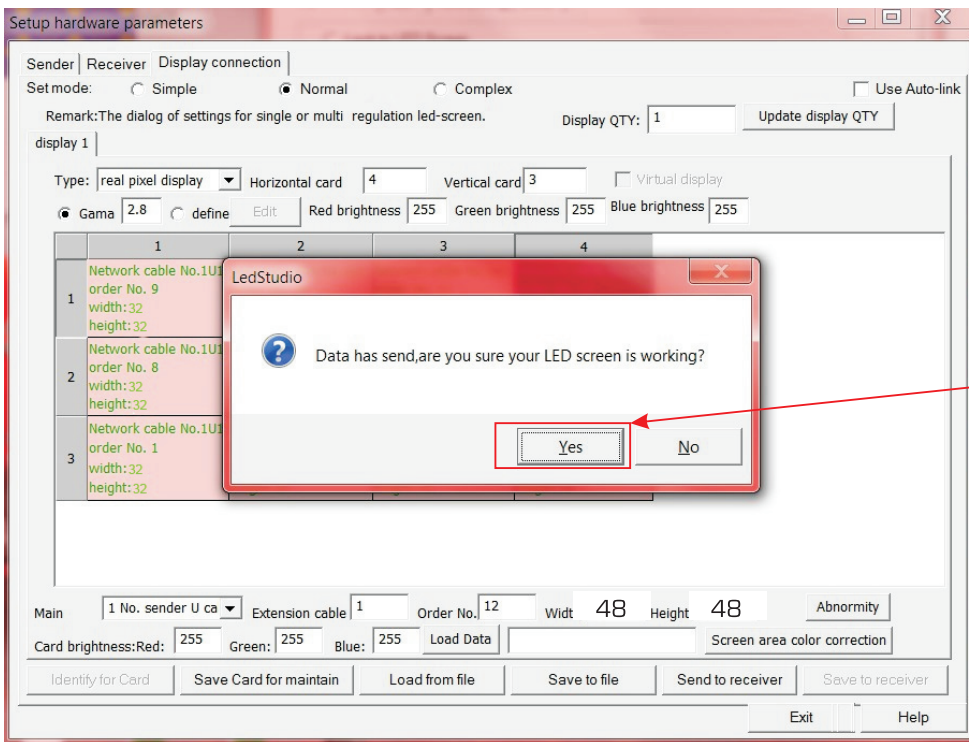 Setup hardware parameters
Sender Receiver Display connection
Set mode: Simple Normal Complex Use Auto-link
Remark:The dialog of settings for single or multi regulation led-screen. Display QTY: 1 Update display QTY
display 1
Type: real pixel display Horizontal card 4 Vertical card 3 Virtual display
Gama 2.8 define Edit Red brightness 255 Green brightness 255 Blue brightness 255
1 2 3 4
1
Network cable No.1U1
order No. 9
width:32
height:32
2
Network cable No.1U1
order No. 8
width:32
height:32
3
Network cable No.1U1
order No. 1
width:32
height:32
LedStudio
Data has send,are you sure your LED screen is working?
Yes No
Main 1 No. sender U ca Extension cable 1 Order No. 12 Widt 48 Height 48 Abnormity
Card brightness:Red: 255 Green: 255 Blue: 255 Load Data Screen area color correction
Identify for Card Save Card for maintain Load from file Save to file Send to receiver Save to receiver
Exit Help